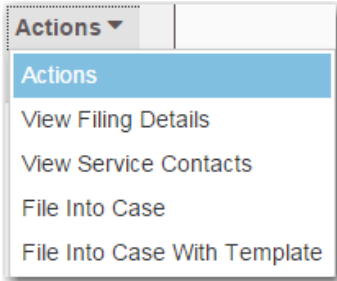 Actions
Actions
View Filing Details
View Service Contacts
File Into Case
File Into Case With Template